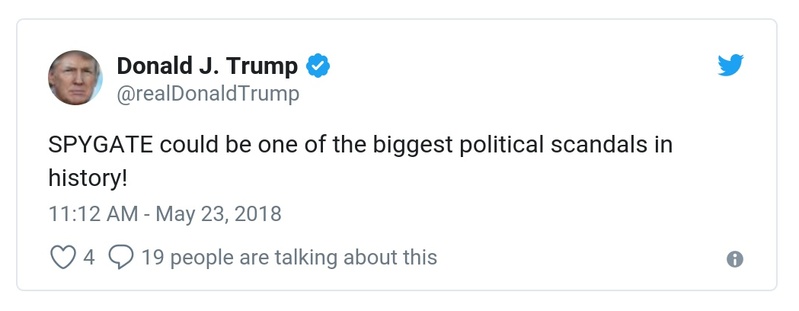 Donald J. Trump
@realDonaldTrump
SPYGATE could be one of the biggest political scandals in
history!
11:12 AM - May 23, 2018
4 19 people are talking about this